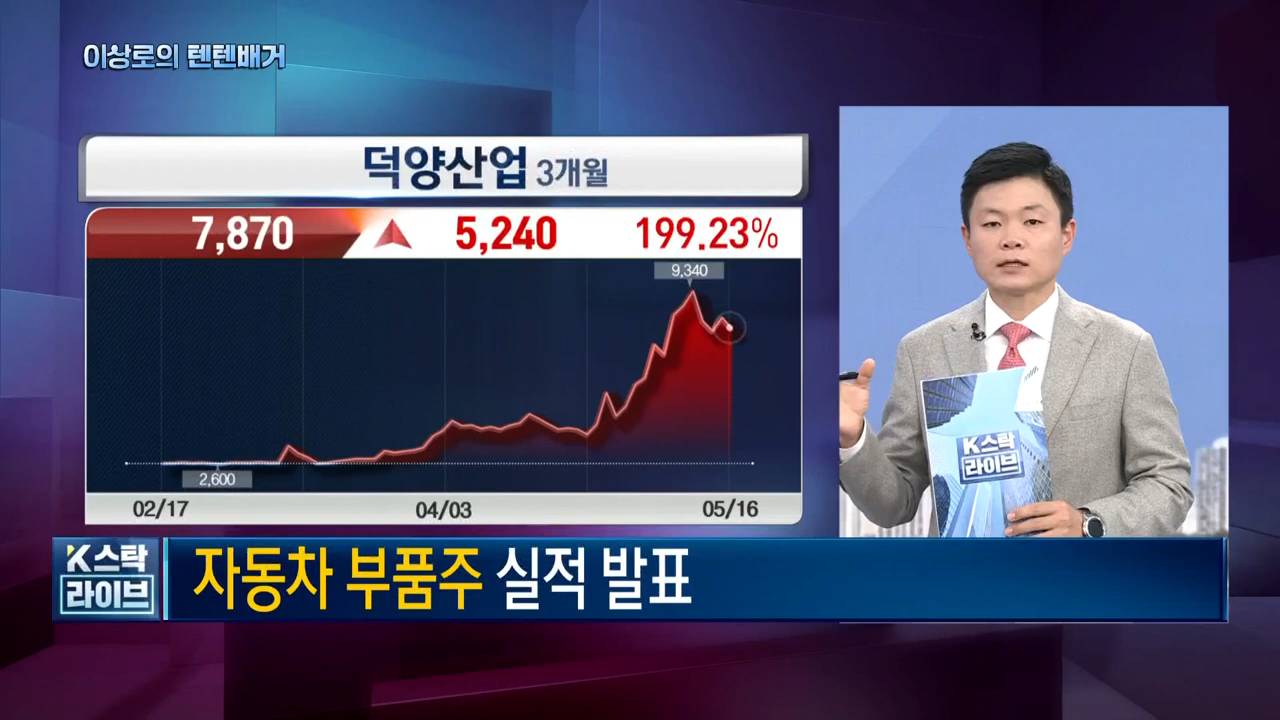 이상로의 텐텐배거
덕양산업 3개월
7,870 5,240 199.23%
9,340
2,600
02/17 04/03 05/16
K스탁
라이브
K스탁
라이브
자동차 부품주 실적 발표